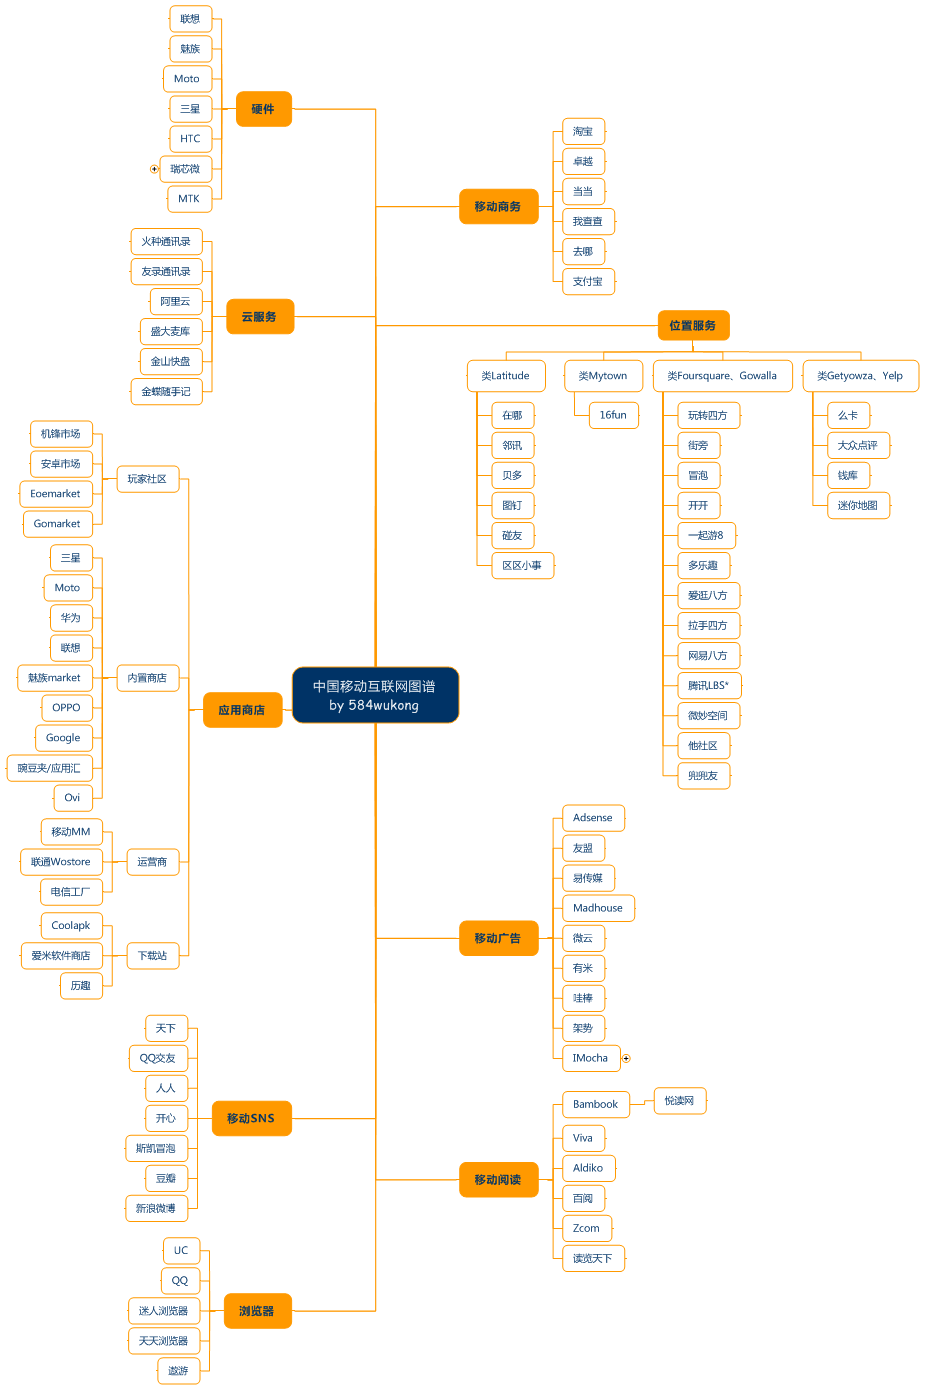 中国移动互联网图谱
by 584wukong
硬件
联想
魅族
Moto
三星
HTC
瑞芯微
MTK
云服务
火种通讯录
友录通讯录
阿里云
盛大麦库
金山快盘
金蝶随手记
应用商店
玩家社区
机锋市场
安卓市场
Eoemarket
Gomarket
内置商店
三星
Moto
华为
联想
魅族market
OPPO
Google
豌豆夹/应用汇
Ovi
运营商
移动MM
联通Wostore
电信工厂
下载站
Coolapk
爱米软件商店
历趣
移动SNS
天下
QQ交友
人人
开心
斯凯冒泡
豆瓣
新浪微博
浏览器
UC
QQ
迷人浏览器
天天浏览器
遨游
移动商务
淘宝
卓越
当当
我查查
去哪
支付宝
位置服务
类Latitude
在哪
邻讯
贝多
图钉
碰友
区区小事
类Mytown
16fun
类Foursquare、Gowalla
玩转四方
街旁
冒泡
开开
一起游8
多乐趣
爱逛八方
拉手四方
网易八方
腾讯LBS*
微妙空间
他社区
兜兜友
类Getyowza、Yelp
么卡
大众点评
钱库
迷你地图
移动广告
Adsense
友盟
易传媒
Madhouse
微云
有米
哇棒
架势
IMocha
移动阅读
Bambook
悦读网
Viva
Aldiko
百阅
Zcom
读览天下